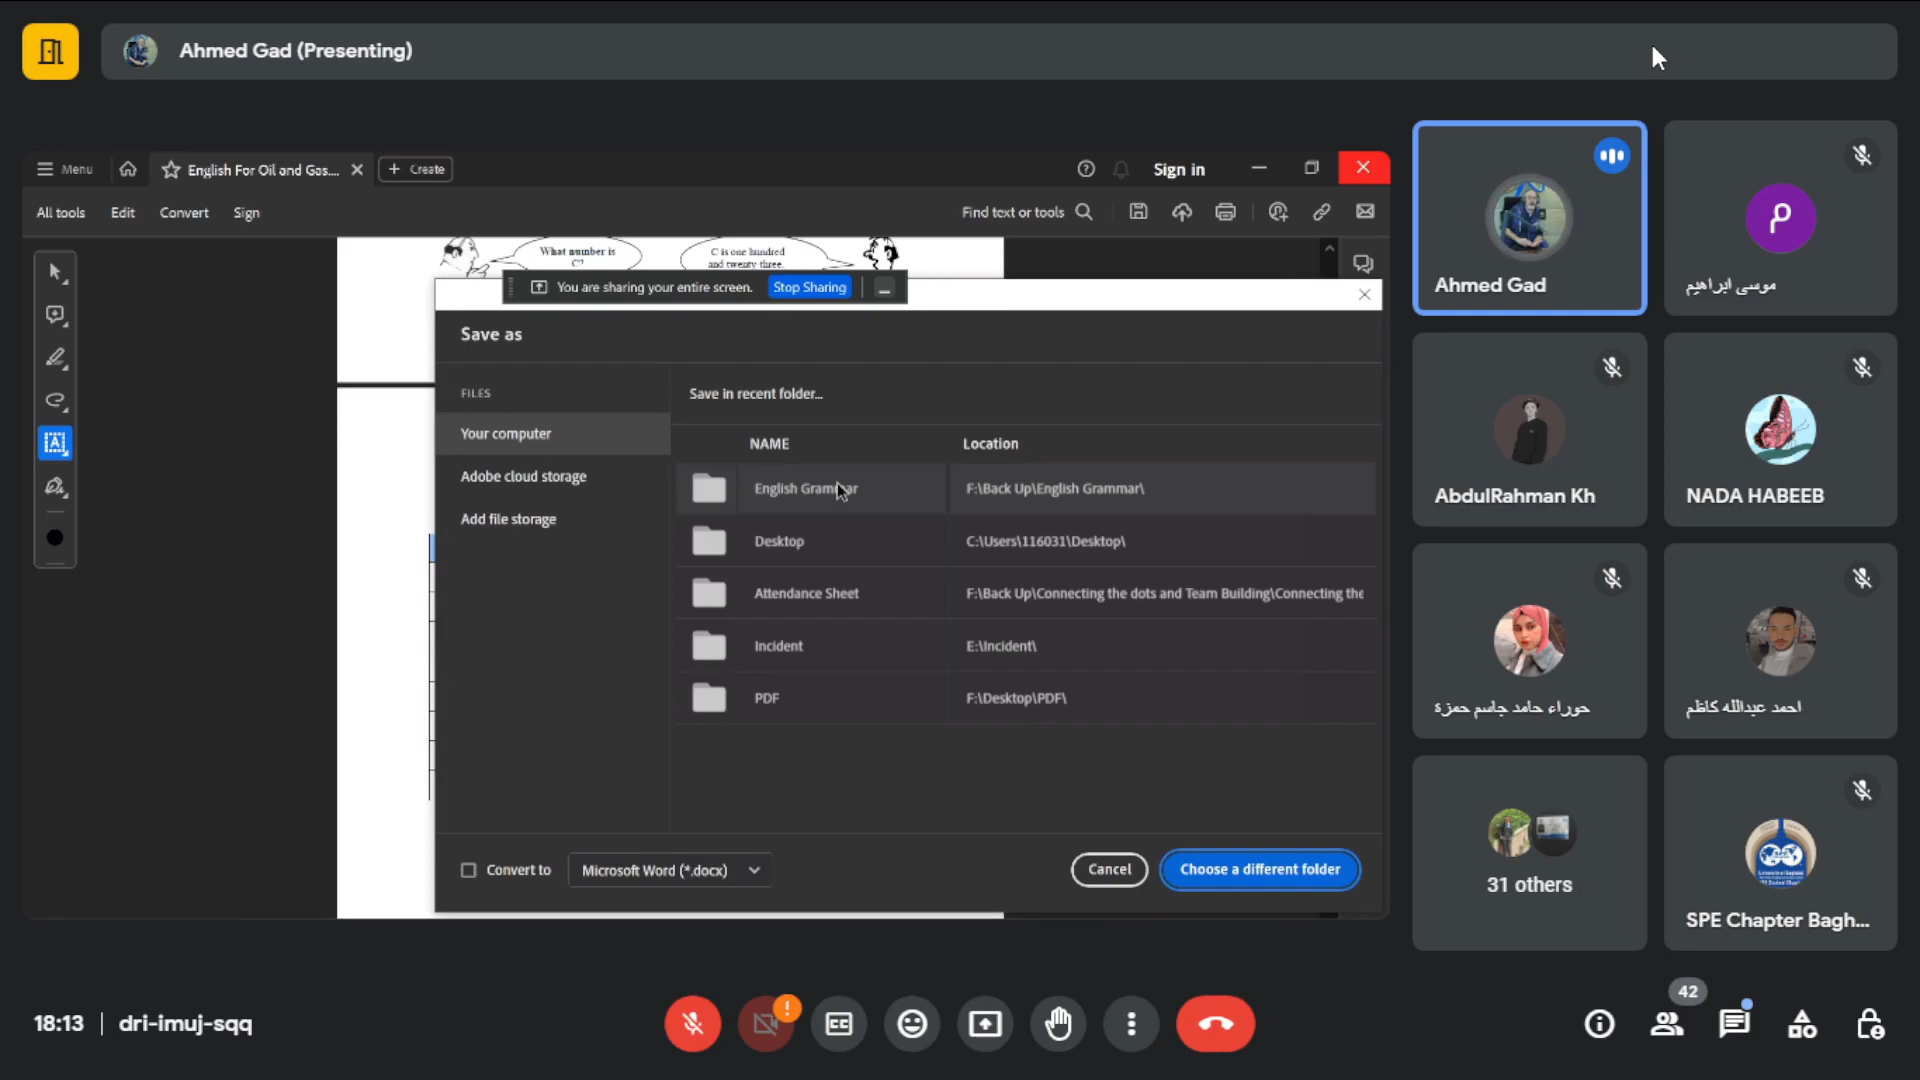 Ahmed Gad (Presenting)
Menu
English For Oil and Gas....
Create
Sign in
All tools
Edit
Convert
Sign
Find text or tools
What number is
C?
C is one hundred
and twenty three.
You are sharing your entire screen.
Stop Sharing
Save as
FILES
Your computer
Adobe cloud storage
Add file storage
Save in recent folder...
NAME
Location
English Grammar
F:\Back Up\English Grammar\
Desktop
C:\Users\116031\Desktop\
Attendance Sheet
F:\Back Up\Connecting the dots and Team Building\Connecting the
Incident
E:\Incident\
PDF
F:\Desktop\PDF\
Convert to
Microsoft Word (*.docx)
Cancel
Choose a different folder
Ahmed Gad
م
موسى ابراهيم
AbdulRahman Kh
NADA HABEEB
حوراء حامد جاسم حمزة
احمد عبدالله كاظم
31 others
SPE Chapter Bagh...
18:13
dri-imuj-sqq
42